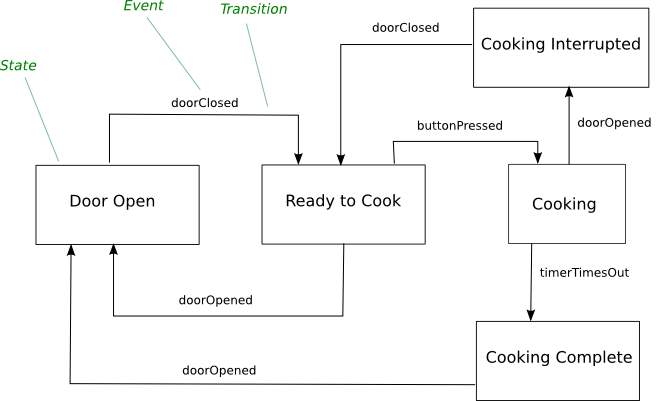 Event
Transition
doorClosed
Cooking Interrupted
State
doorClosed
buttonPressed
doorOpened
Door Open
Ready to Cook
Cooking
timerTimesOut
doorOpened
Cooking Complete
doorOpened